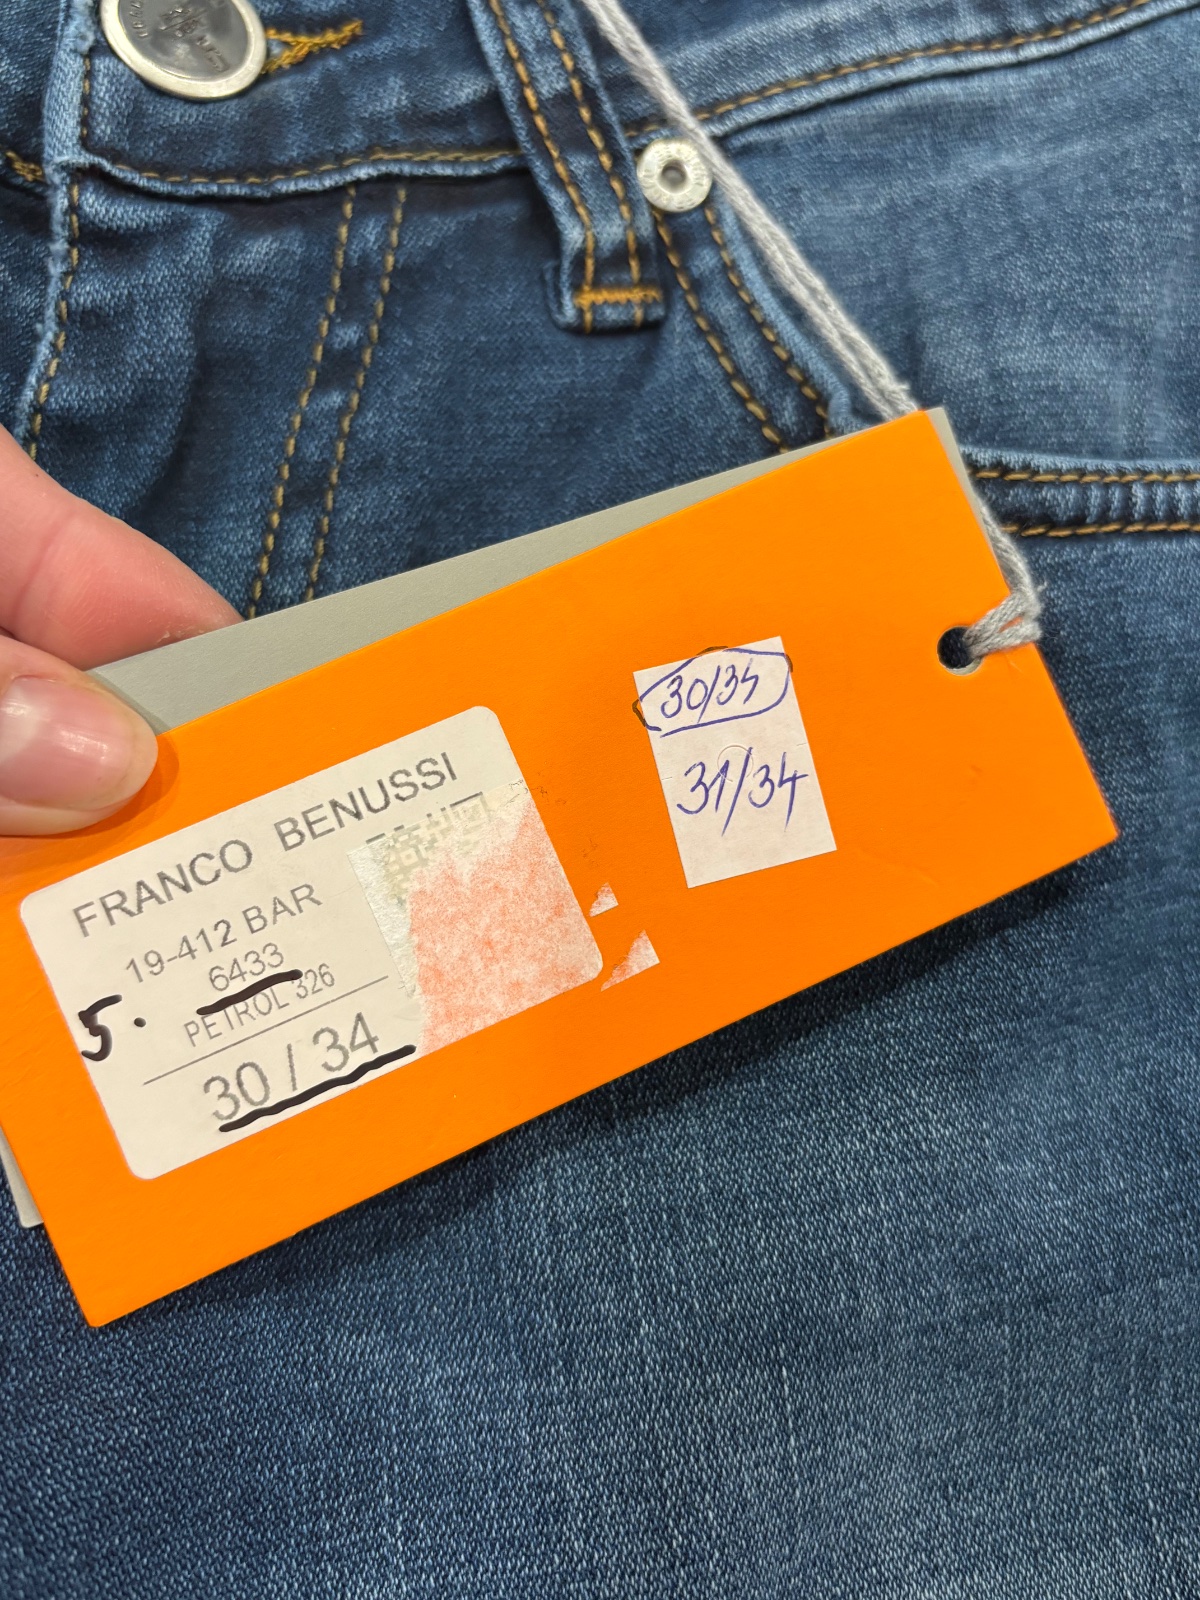 FRANCO BENUSSI
19-412 BAR
6433
5.
PETROL 326
30 / 34
30/34
31/34